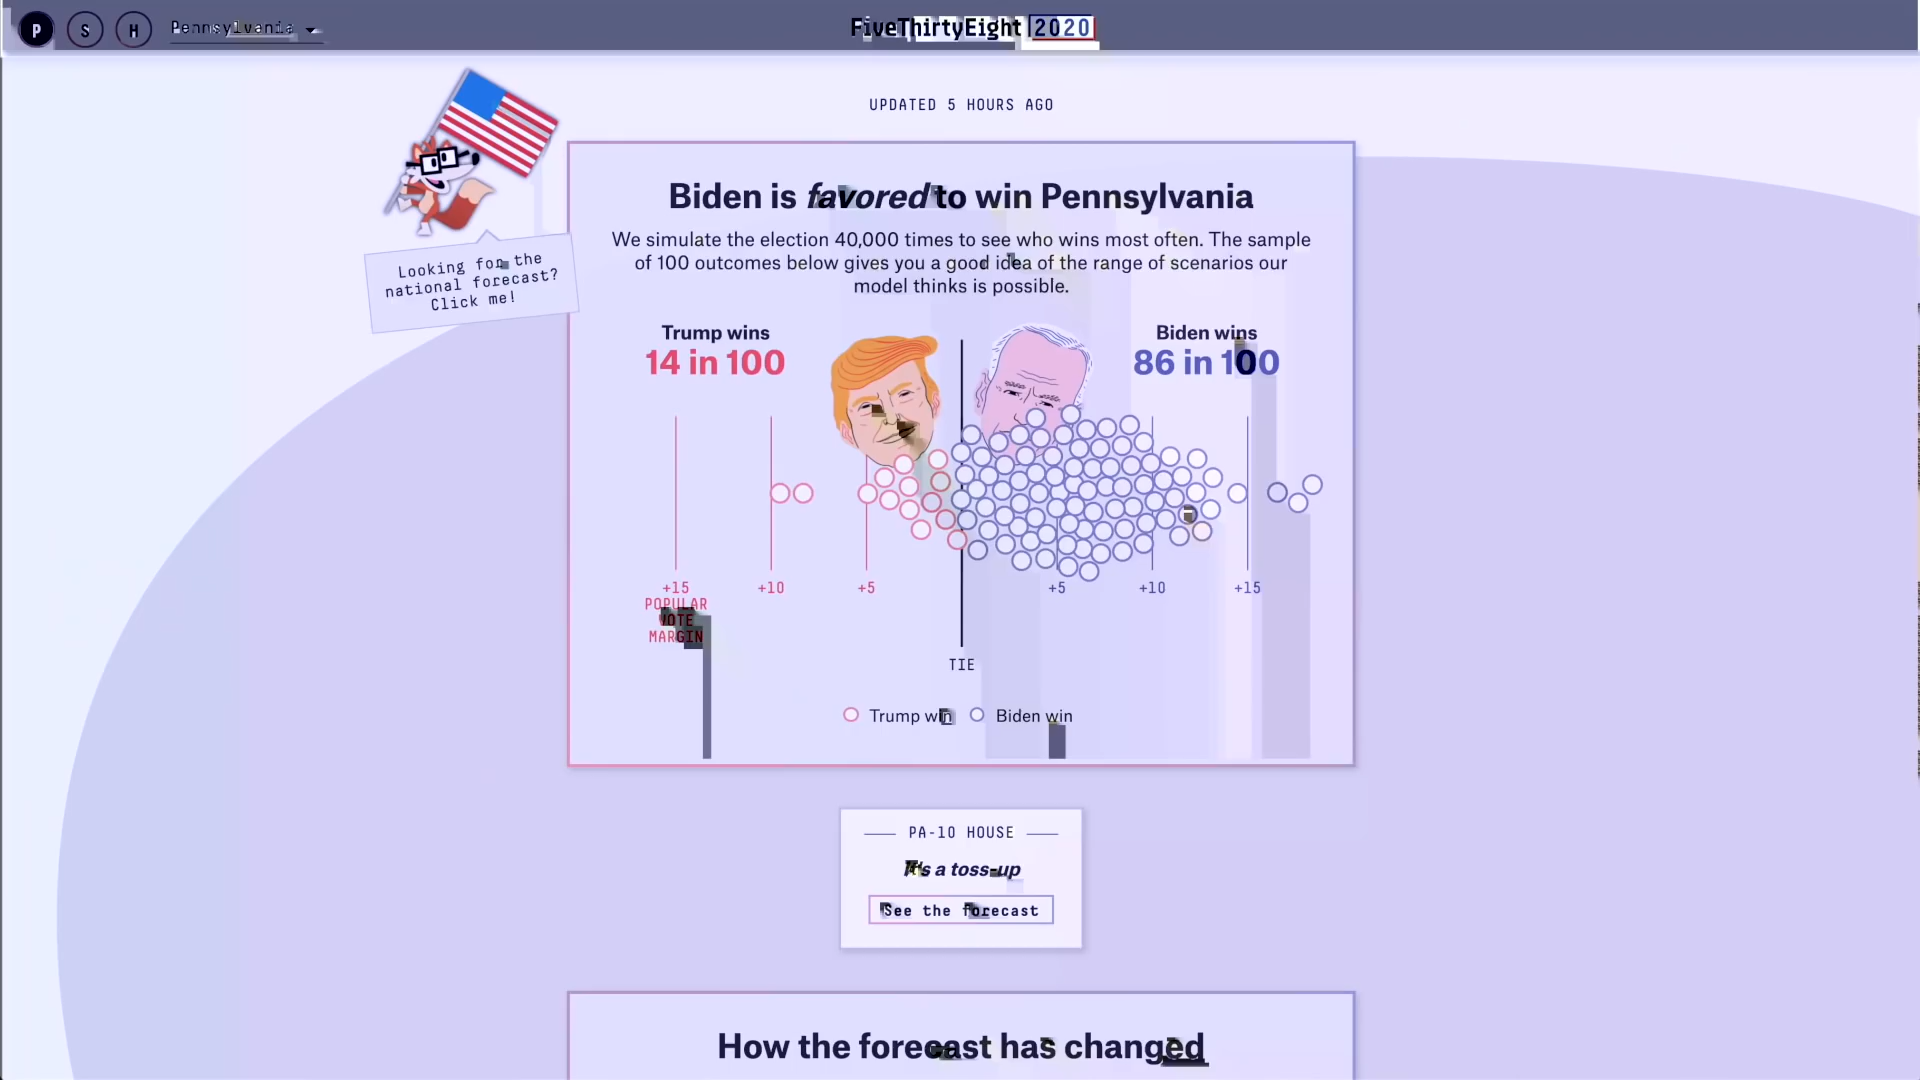 P S H Pennsylvania
FiveThirtyEight 2020
UPDATED 5 HOURS AGO
Looking for the
national forecast?
Click me!
Biden is favored to win Pennsylvania
We simulate the election 40,000 times to see who wins most often. The sample
of 100 outcomes below gives you a good idea of the range of scenarios our
model thinks is possible.
Trump wins
14 in 100
Biden wins
86 in 100
+15 +10 +5 +5 +10 +15
POPULAR
VOTE
MARGIN
TIE
Trump win Biden win
PA-10 HOUSE
It's a toss-up
See the forecast
How the forecast has changed